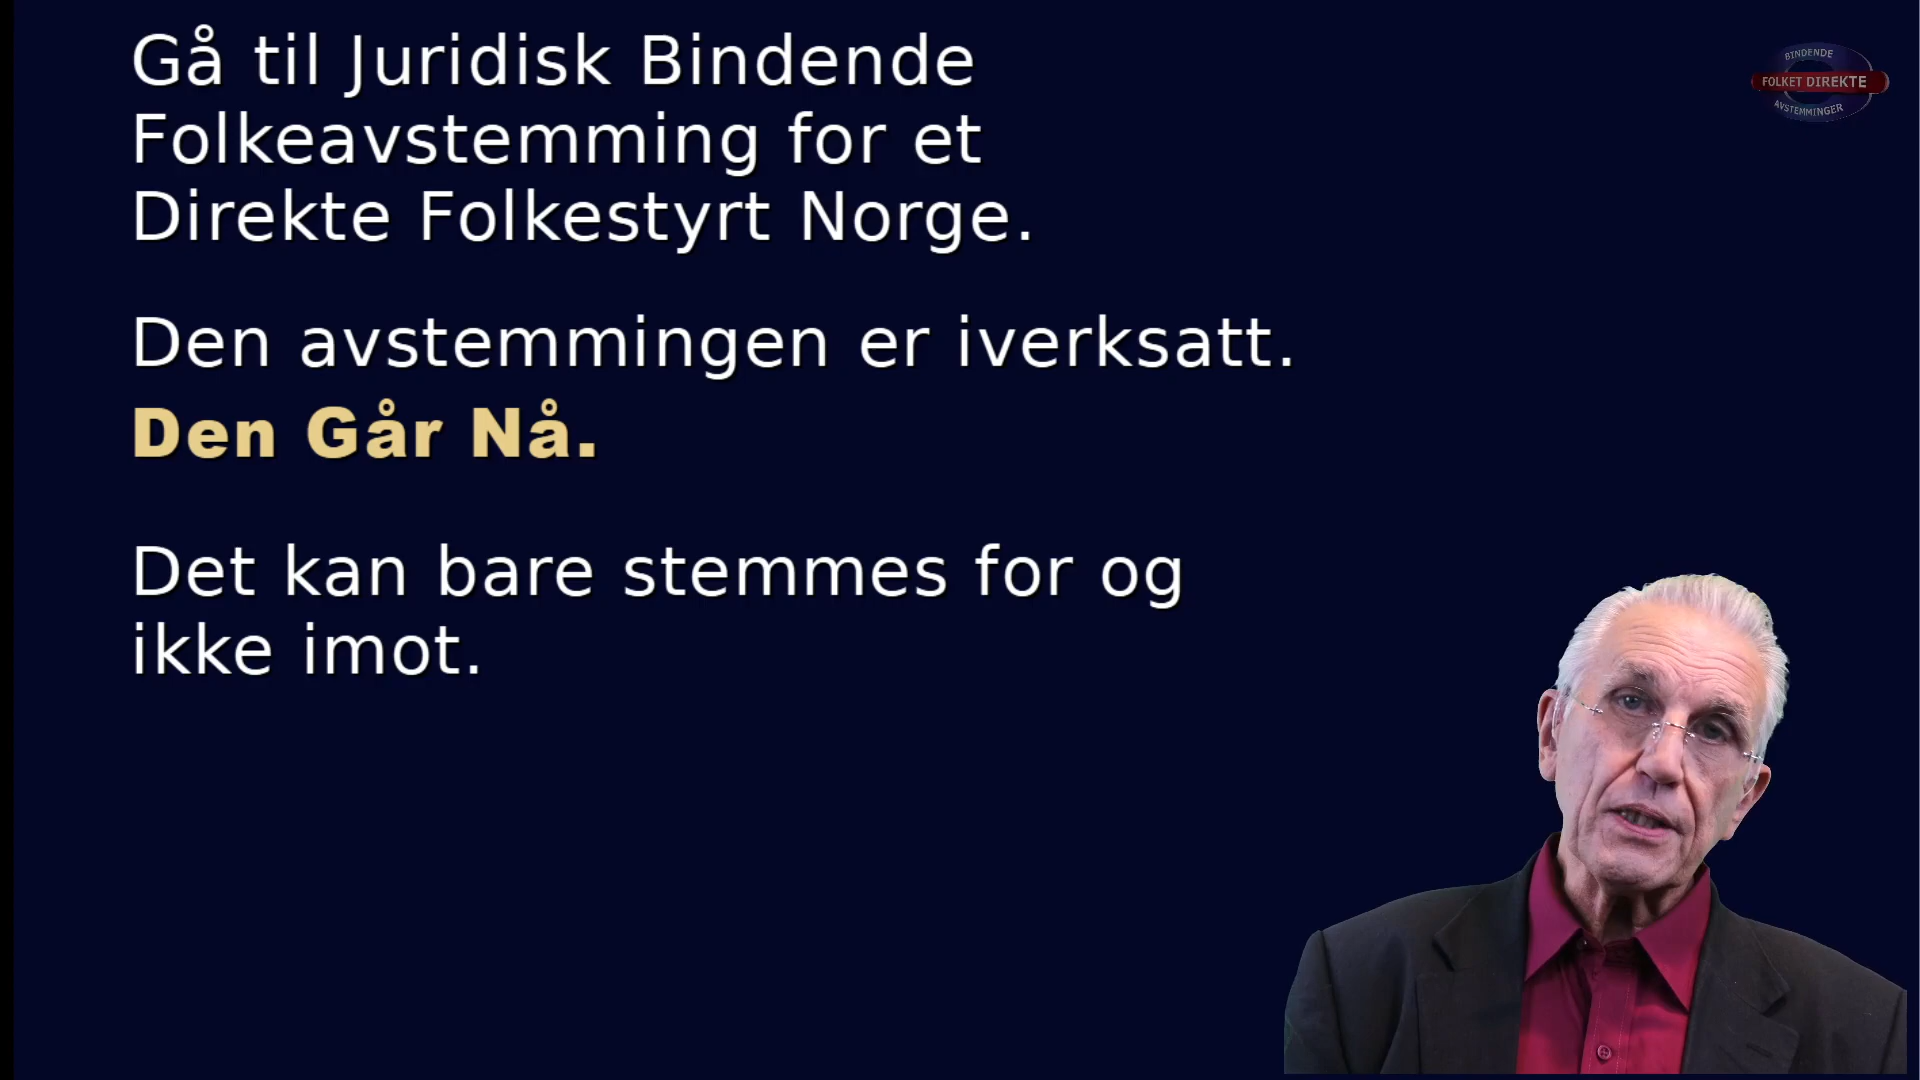 Gå til Juridisk Bindende
Folkeavstemming for et
Direkte Folkestyrt Norge.
Den avstemmingen er iverksatt.
Den Går Nå.
Det kan bare stemmes for og
ikke imot.
BINDENDE
FOLKET DIREKTE
AVSTEMMINGER